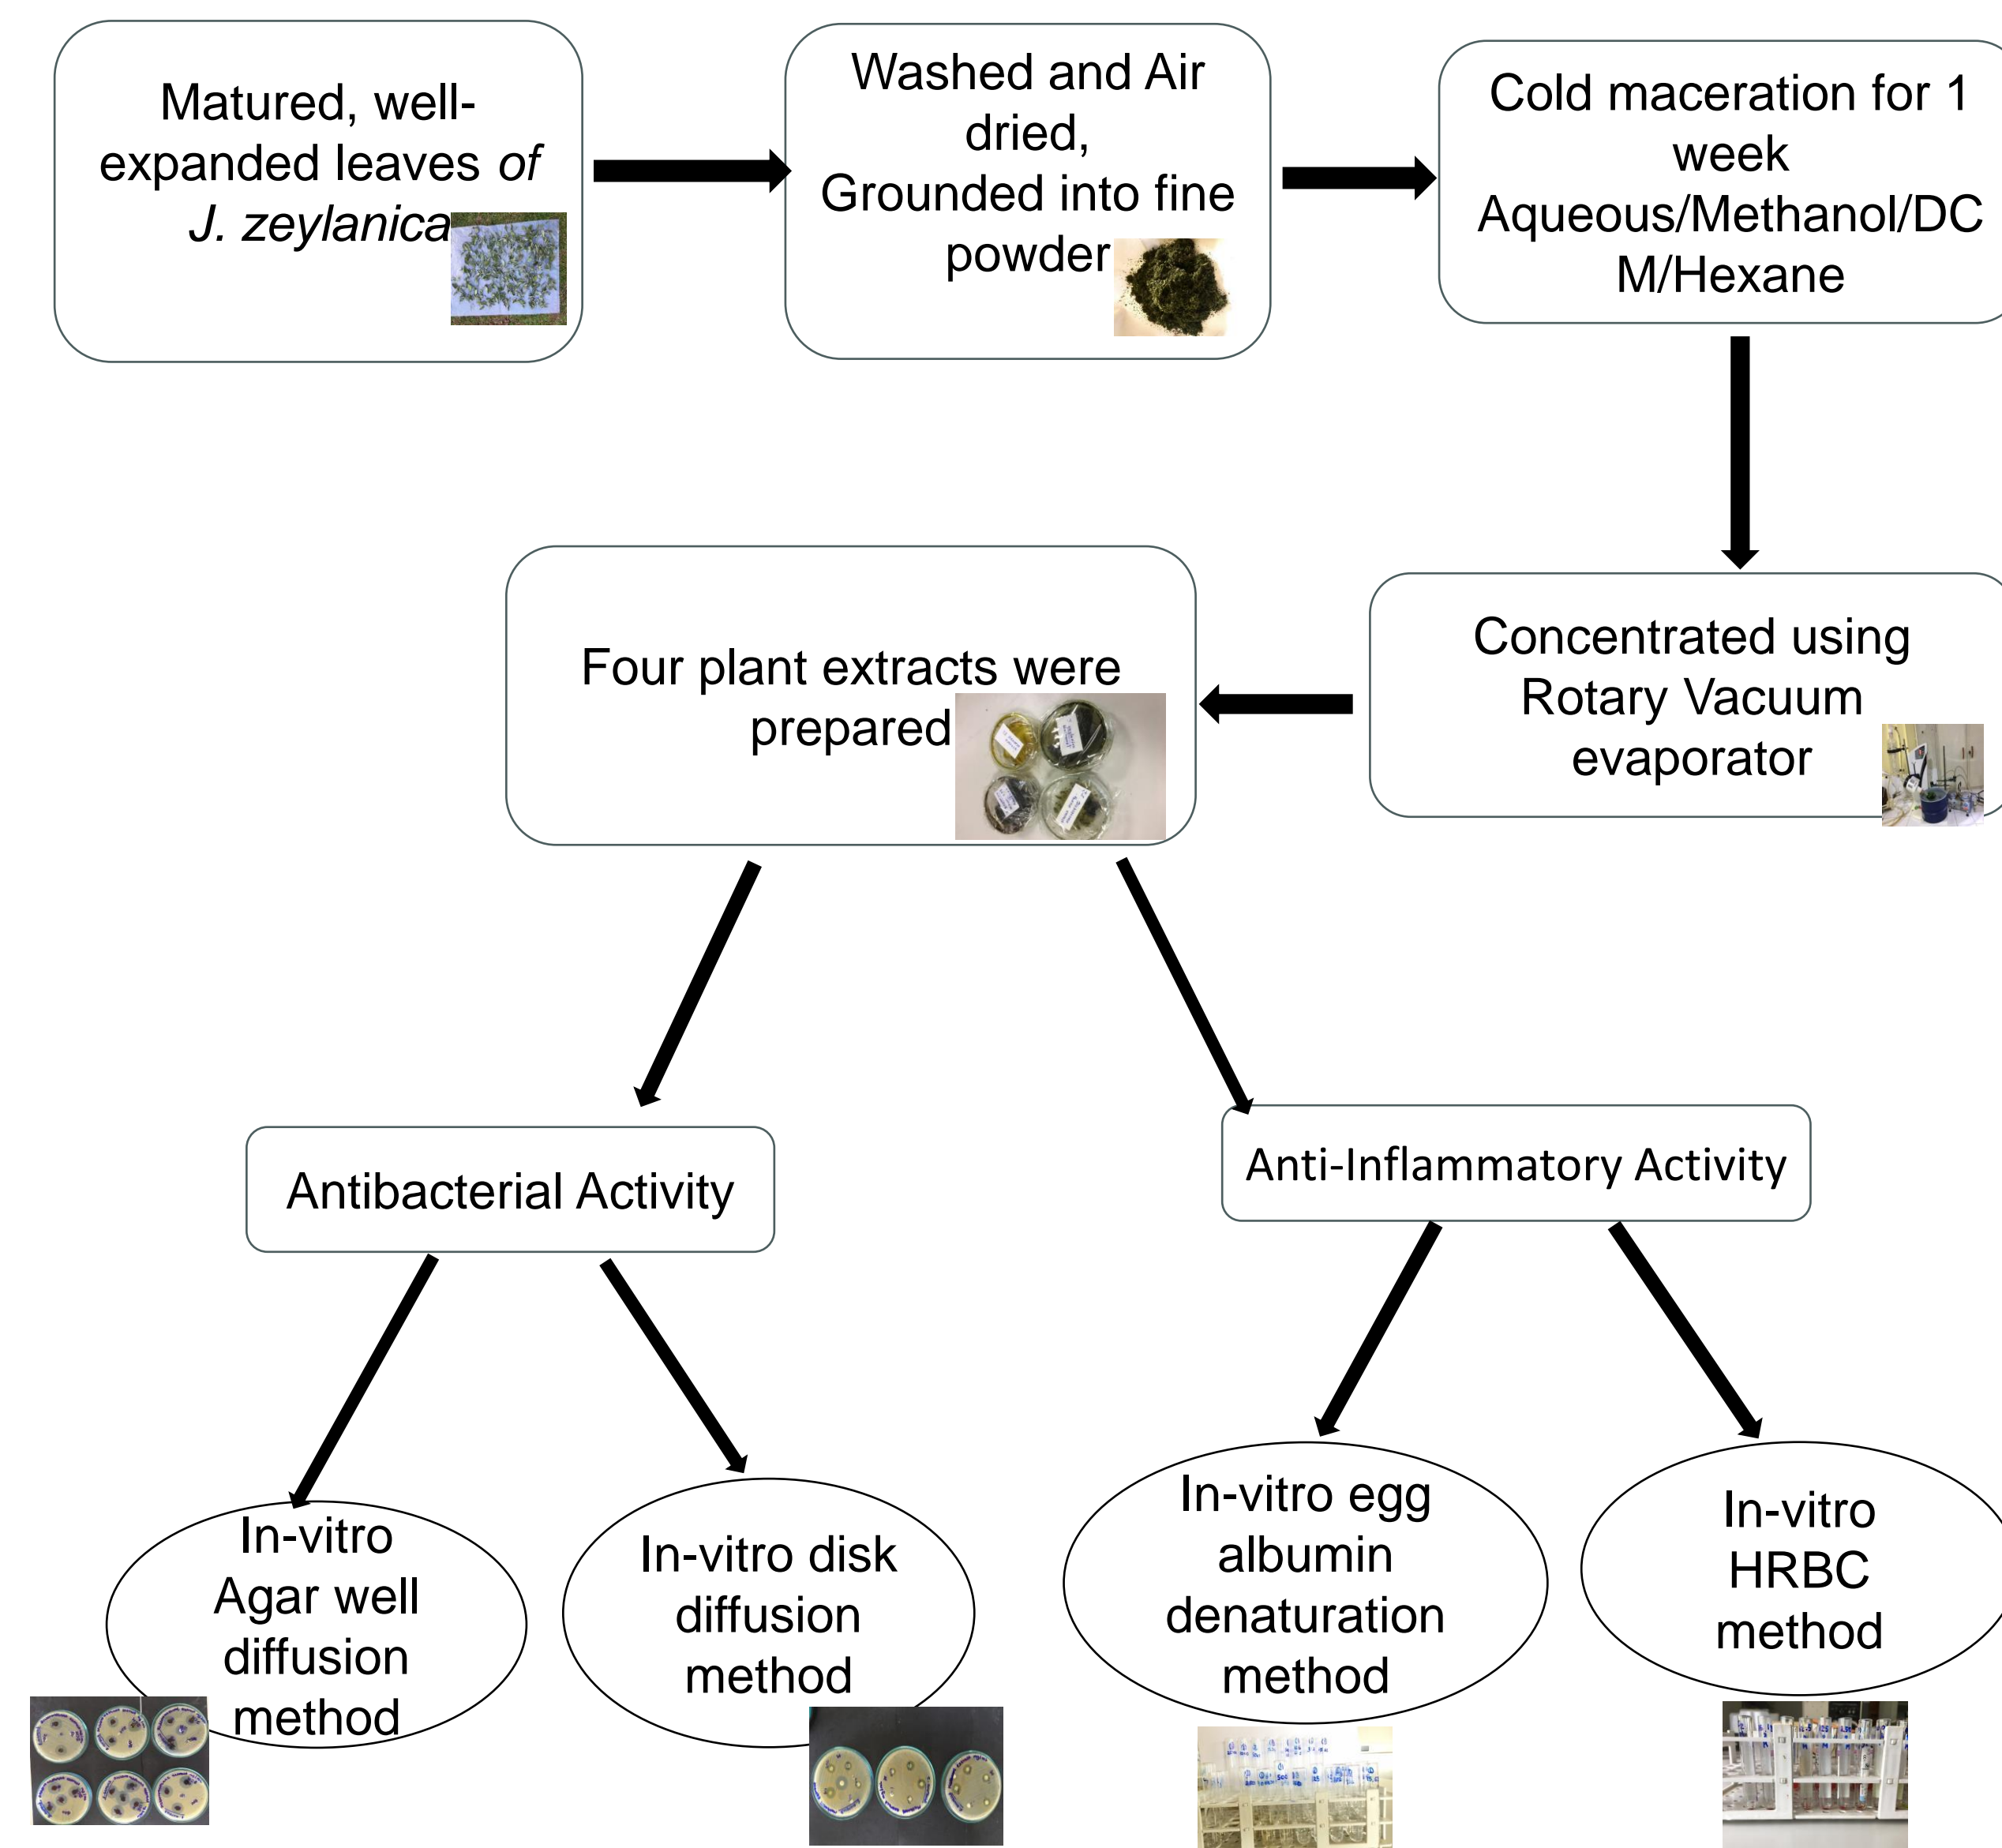 Matured, well-
expanded leaves of
J. zeylanica
Washed and Air
dried,
Grounded into fine
powder
Cold maceration for 1
week
Aqueous/Methanol/DC
M/Hexane
Concentrated using
Rotary Vacuum
evaporator
Four plant extracts were
prepared
Antibacterial Activity
Anti-Inflammatory Activity
In-vitro
Agar well
diffusion
method
In-vitro disk
diffusion
method
In-vitro egg
albumin
denaturation
method
In-vitro
HRBC
method